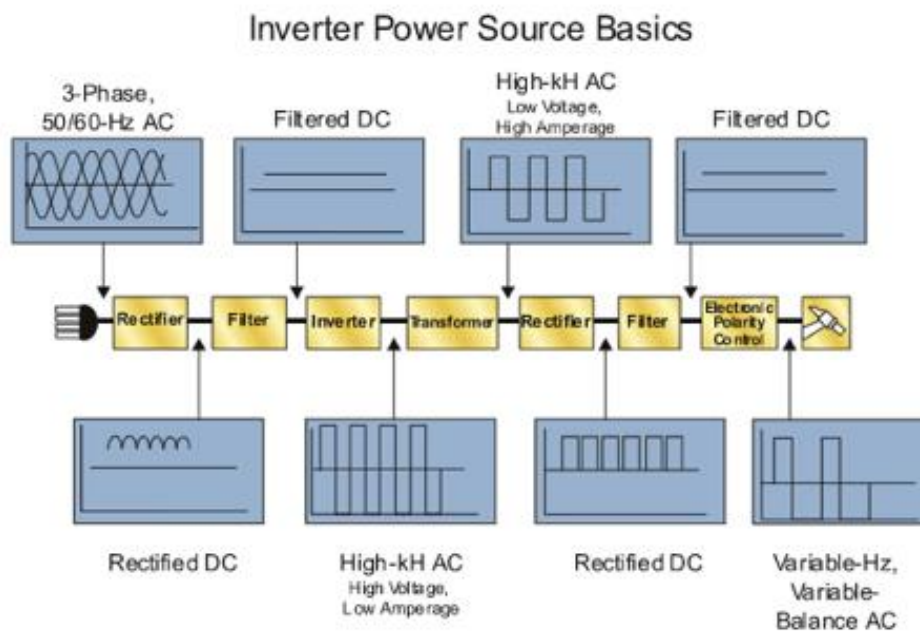 Inverter Power Source Basics
3-Phase,
50/60-Hz AC
Filtered DC
High-kH AC
Low Voltage,
High Amperage
Filtered DC
Rectifier
Filter
Inverter
Transformer
Rectifier
Filter
Electronic
Polarity
Control
Rectified DC
High-kH AC
High Voltage,
Low Amperage
Rectified DC
Variable-Hz,
Variable-
Balance AC